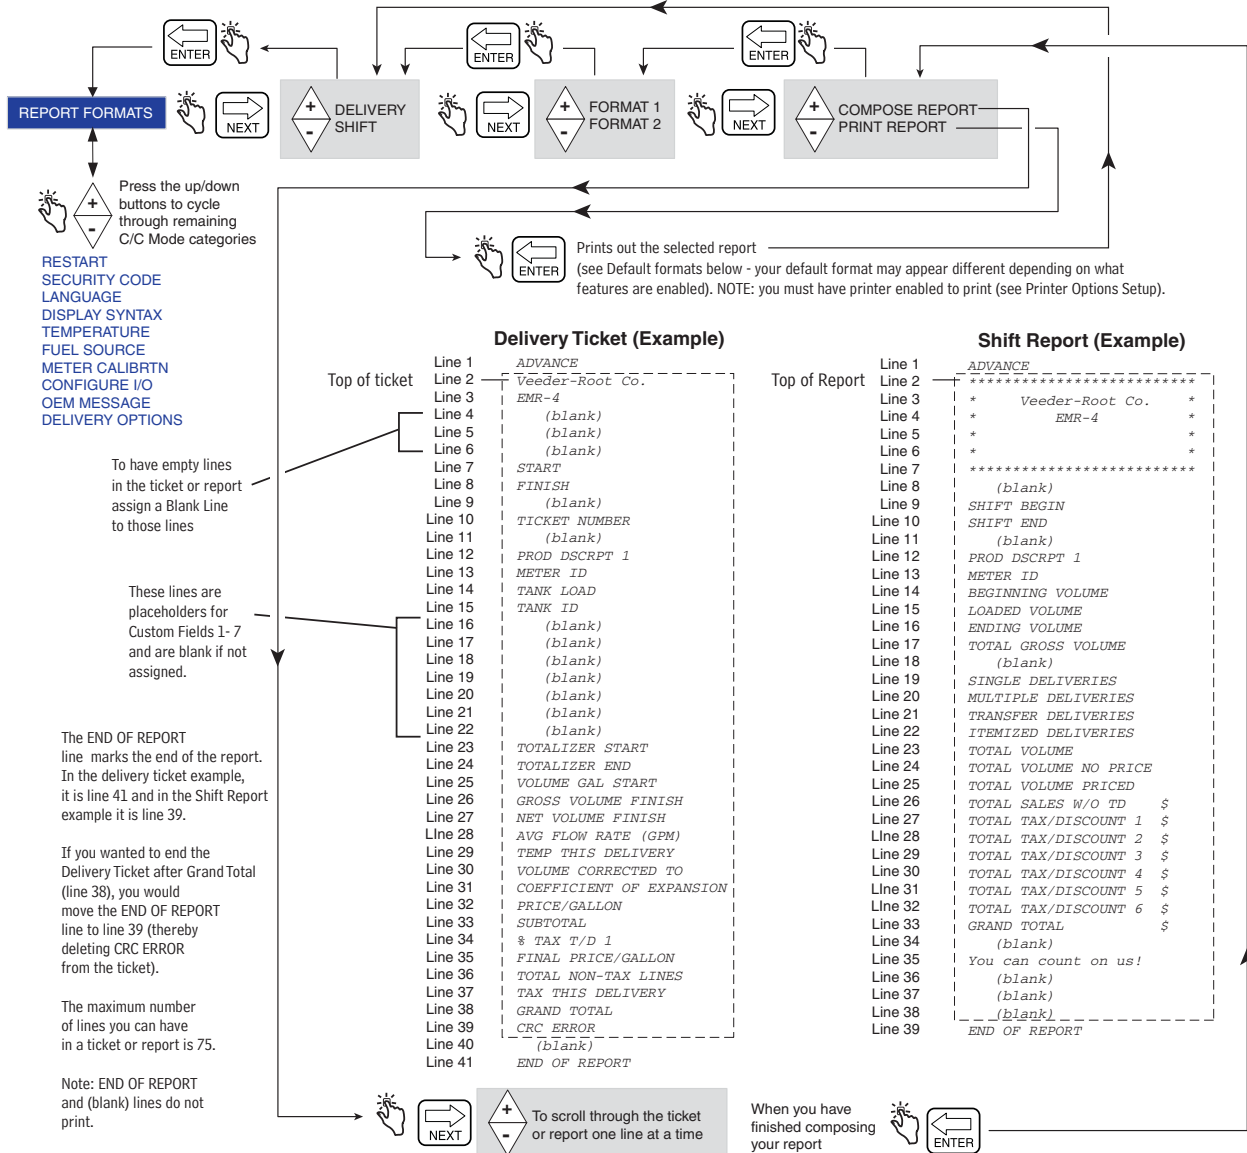 ENTER
ENTER
ENTER
REPORT FORMATS
NEXT
+
-
DELIVERY
SHIFT
NEXT
+
-
FORMAT 1
FORMAT 2
NEXT
+
-
COMPOSE REPORT
PRINT REPORT
+
-
Press the up/down
buttons to cycle
through remaining
C/C Mode categories
RESTART
SECURITY CODE
LANGUAGE
DISPLAY SYNTAX
TEMPERATURE
FUEL SOURCE
METER CALIBRTN
CONFIGURE I/O
OEM MESSAGE
DELIVERY OPTIONS
ENTER
Prints out the selected report
(see Default formats below - your default format may appear different depending on what
features are enabled). NOTE: you must have printer enabled to print (see Printer Options Setup).
To have empty lines
in the ticket or report
assign a Blank Line
to those lines
These lines are
placeholders for
Custom Fields 1- 7
and are blank if not
assigned.
The END OF REPORT
line marks the end of the report.
In the delivery ticket example,
it is line 41 and in the Shift Report
example it is line 39.
If you wanted to end the
Delivery Ticket after Grand Total
(line 38), you would
move the END OF REPORT
line to line 39 (thereby
deleting CRC ERROR
from the ticket).
The maximum number
of lines you can have
in a ticket or report is 75.
Note: END OF REPORT
and (blank) lines do not
print.
Delivery Ticket (Example)
Top of ticket
Line 1 ADVANCE
Line 2 Veeder-Root Co.
Line 3 EMR-4
Line 4 (blank)
Line 5 (blank)
Line 6 (blank)
Line 7 START
Line 8 FINISH
Line 9 (blank)
Line 10 TICKET NUMBER
Line 11 (blank)
Line 12 PROD DSCRPT 1
Line 13 METER ID
Line 14 TANK LOAD
Line 15 TANK ID
Line 16 (blank)
Line 17 (blank)
Line 18 (blank)
Line 19 (blank)
Line 20 (blank)
Line 21 (blank)
Line 22 (blank)
Line 23 TOTALIZER START
Line 24 TOTALIZER END
Line 25 VOLUME GAL START
Line 26 GROSS VOLUME FINISH
Line 27 NET VOLUME FINISH
LIne 28 AVG FLOW RATE (GPM)
Line 29 TEMP THIS DELIVERY
Line 30 VOLUME CORRECTED TO
Line 31 COEFFICIENT OF EXPANSION
Line 32 PRICE/GALLON
Line 33 SUBTOTAL
Line 34 % TAX T/D 1
Line 35 FINAL PRICE/GALLON
Line 36 TOTAL NON-TAX LINES
Line 37 TAX THIS DELIVERY
Line 38 GRAND TOTAL
Line 39 CRC ERROR
Line 40 (blank)
Line 41 END OF REPORT
Shift Report (Example)
Top of Report
Line 1 ADVANCE
Line 2 **************************
Line 3 * Veeder-Root Co. *
Line 4 * EMR-4 *
Line 5 * *
Line 6 * *
Line 7 **************************
Line 8 (blank)
Line 9 SHIFT BEGIN
Line 10 SHIFT END
Line 11 (blank)
Line 12 PROD DSCRPT 1
Line 13 METER ID
Line 14 BEGINNING VOLUME
Line 15 LOADED VOLUME
Line 16 ENDING VOLUME
Line 17 TOTAL GROSS VOLUME
Line 18 (blank)
Line 19 SINGLE DELIVERIES
Line 20 MULTIPLE DELIVERIES
Line 21 TRANSFER DELIVERIES
Line 22 ITEMIZED DELIVERIES
Line 23 TOTAL VOLUME
Line 24 TOTAL VOLUME NO PRICE
Line 25 TOTAL VOLUME PRICED
Line 26 TOTAL SALES W/O TD $
Line 27 TOTAL TAX/DISCOUNT 1 $
LIne 28 TOTAL TAX/DISCOUNT 2 $
Line 29 TOTAL TAX/DISCOUNT 3 $
Line 30 TOTAL TAX/DISCOUNT 4 $
LIne 31 TOTAL TAX/DISCOUNT 5 $
LIne 32 TOTAL TAX/DISCOUNT 6 $
Line 33 GRAND TOTAL $
Line 34 (blank)
Line 35 You can count on us!
Line 36 (blank)
Line 37 (blank)
Line 38 (blank)
Line 39 END OF REPORT
NEXT
+
-
To scroll through the ticket
or report one line at a time
When you have
finished composing
your report
ENTER